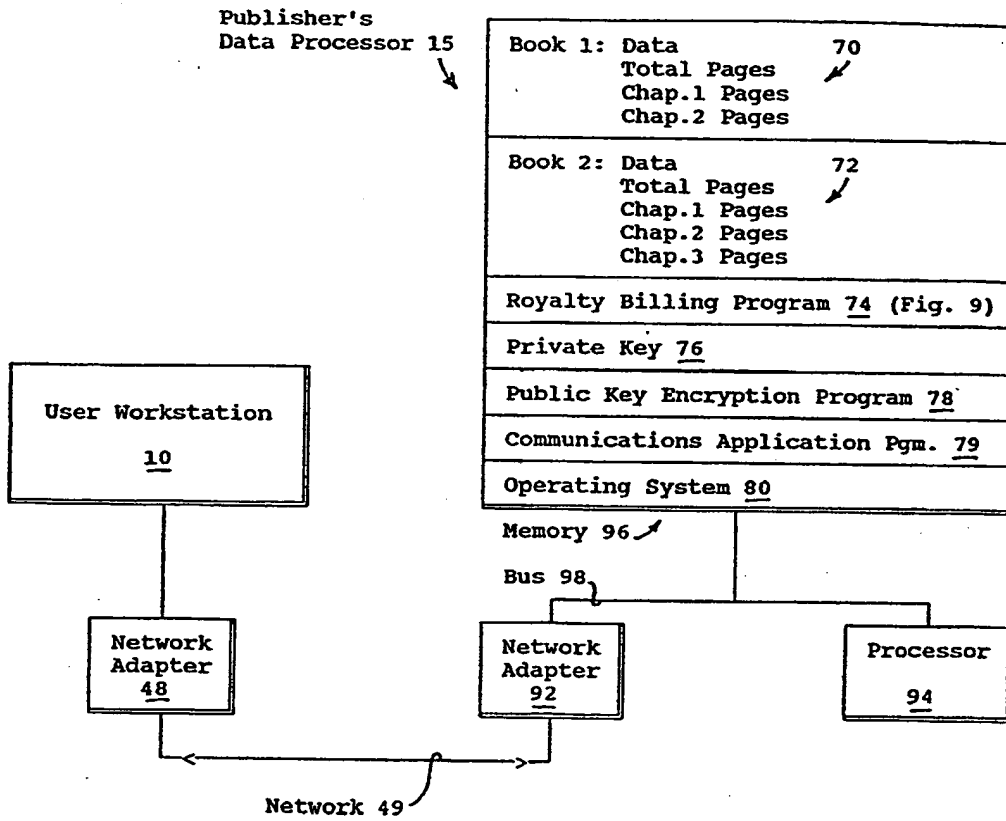 Publisher's
Data Processor 15
Book 1: Data 70
Total Pages
Chap.1 Pages
Chap.2 Pages
Book 2: Data 72
Total Pages
Chap.1 Pages
Chap.2 Pages
Chap.3 Pages
Royalty Billing Program 74 (Fig. 9)
Private Key 76
Public Key Encryption Program 78
Communications Application Pgm. 79
Operating System 80
Memory 96
Bus 98
User Workstation
10
Network
Adapter
48
Network
Adapter
92
Processor
94
Network 49